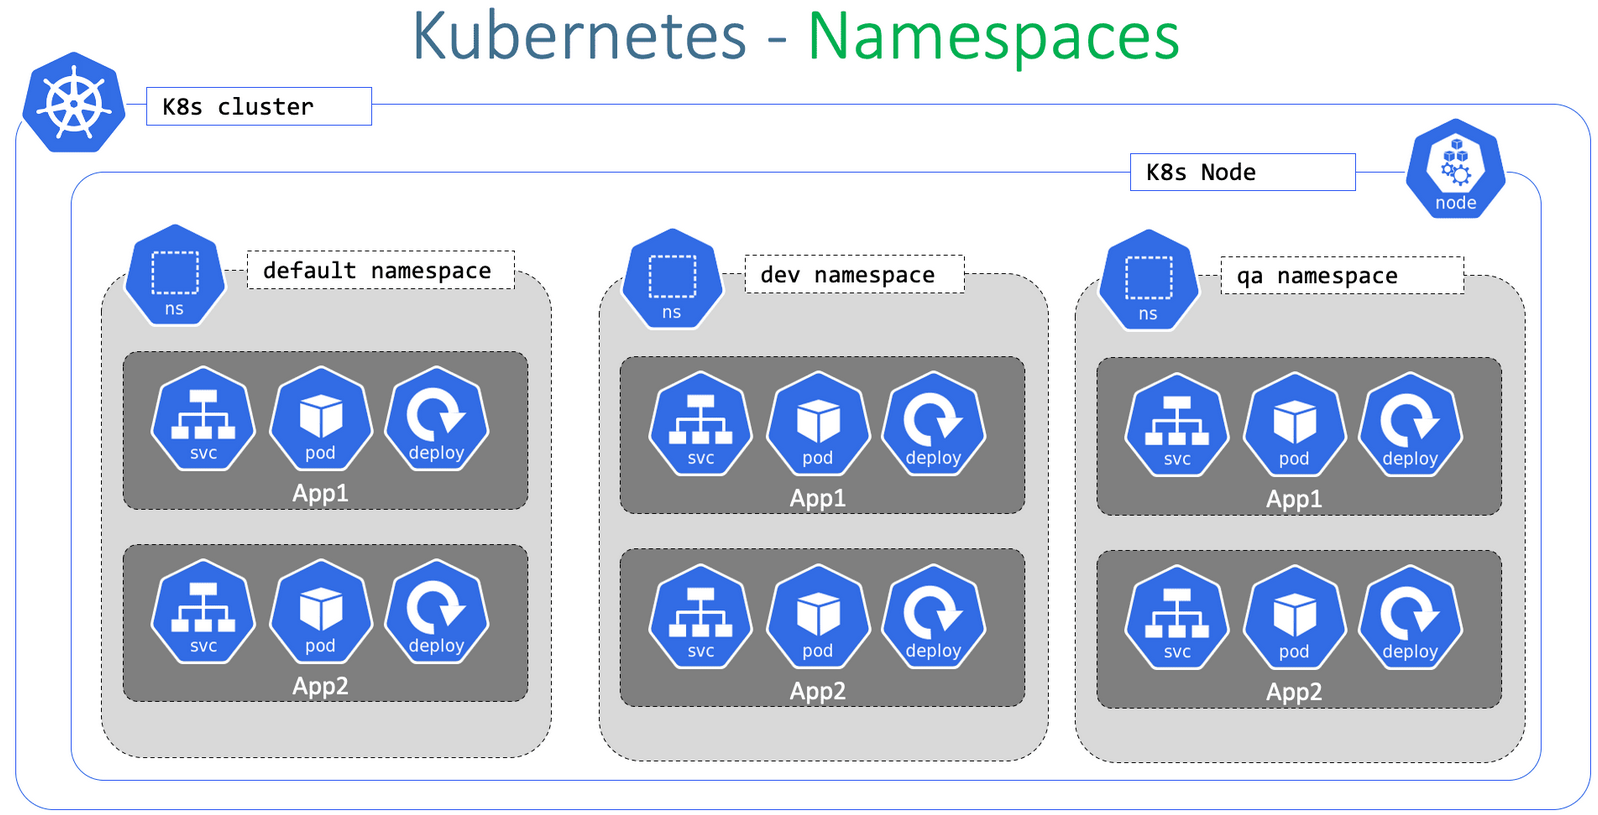 Kubernetes - Namespaces
K8s cluster
K8s Node
node
default namespace
ns
svc pod deploy
App1
svc pod deploy
App2
dev namespace
ns
svc pod deploy
App1
svc pod deploy
App2
qa namespace
ns
svc pod deploy
App1
svc pod deploy
App2